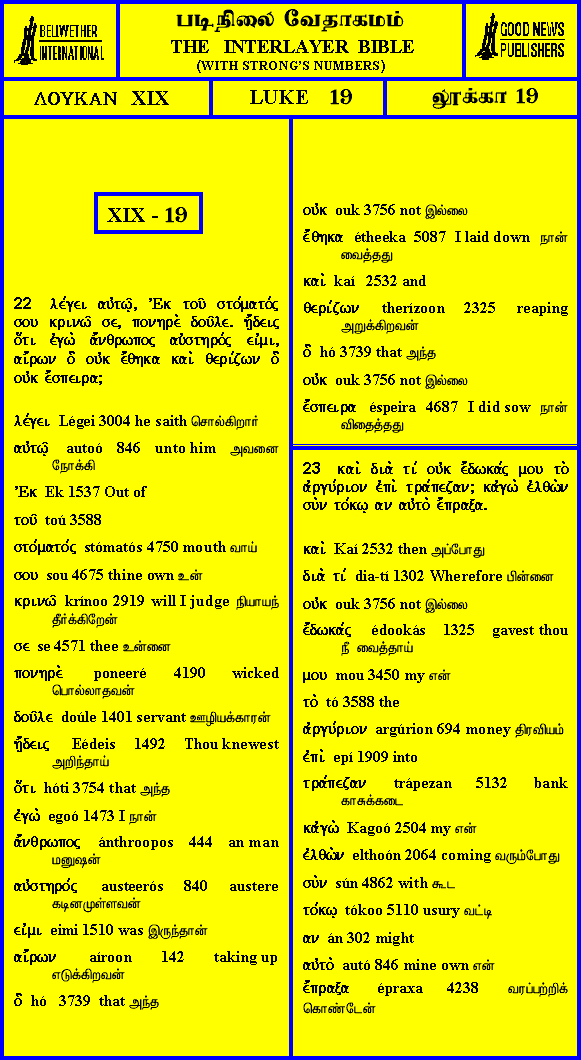 BELLWETHER
INTERNATIONAL
படிநிலை வேதாகமம்
THE INTERLAYER BIBLE
(WITH STRONG'S NUMBERS)
GOOD NEWS
PUBLISHERS
ΛΟΥΚΑΝ XIX
LUKE 19
லூக்கா 19
XIX - 19
22 λέγει αὐτῷ, Ἐκ τοῦ στόματός
σου κρινῶ σε, πονηρὲ δοῦλε. ᾔδεις
ὅτι ἐγὼ ἄνθρωπος αὐστηρός εἰμι,
αἴρων ὃ οὐκ ἔθηκα καὶ θερίζων ὃ
οὐκ ἔσπειρα;
λέγει Légei 3004 he saith சொல்கிறார்
αὐτῷ autoó 846 unto him அவனை
நோக்கி
Ἐκ Ek 1537 Out of
τοῦ toú 3588
στόματός stómatós 4750 mouth வாய்
σου sou 4675 thine own உன்
κρινῶ krínoo 2919 will I judge நியாயந்
தீர்க்கிறேன்
σε se 4571 thee உன்னை
πονηρὲ poneeré 4190 wicked
பொல்லாதவன்
δοῦλε doúle 1401 servant ஊழியக்காரன்
ᾔδεις Eédeis 1492 Thou knewest
அறிந்தாய்
ὅτι hóti 3754 that அந்த
ἐγὼ egoó 1473 I நான்
ἄνθρωπος ánthroopos 444 an man
மனுஷன்
αὐστηρός austeerós 840 austere
கடினமுள்ளவன்
εἰμι eimi 1510 was இருந்தான்
αἴρων aíroon 142 taking up
எடுக்கிறவன்
ὃ hó 3739 that அந்த
οὐκ ouk 3756 not இல்லை
ἔθηκα étheeka 5087 I laid down நான்
வைத்தது
καὶ kaí 2532 and
θερίζων therízoon 2325 reaping
அறுக்கிறவன்
ὃ hó 3739 that அந்த
οὐκ ouk 3756 not இல்லை
ἔσπειρα éspeira 4687 I did sow நான்
விதைத்தது
23 καὶ διὰ τί οὐκ ἔδωκάς μου τὸ
ἀργύριον ἐπὶ τράπεζαν; κἀγὼ ἐλθὼν
σὺν τόκῳ αν αὐτὸ ἔπραξα.
καὶ Kaí 2532 then அப்போது
διὰ τί dia-tí 1302 Wherefore பின்னை
οὐκ ouk 3756 not இல்லை
ἔδωκάς édookás 1325 gavest thou
நீ வைத்தாய்
μου mou 3450 my என்
τὸ tó 3588 the
ἀργύριον argúrion 694 money திரவியம்
ἐπὶ epí 1909 into
τράπεζαν trápezan 5132 bank
காசுக்கடை
κἀγὼ Kagoó 2504 my என்
ἐλθὼν elthoón 2064 coming வரும்போது
σὺν sún 4862 with கூட
τόκῳ tókoo 5110 usury வட்டி
αν án 302 might
αὐτὸ autó 846 mine own என்
ἔπραξα épraxa 4238 வரப்பற்றிக்
கொண்டேன்